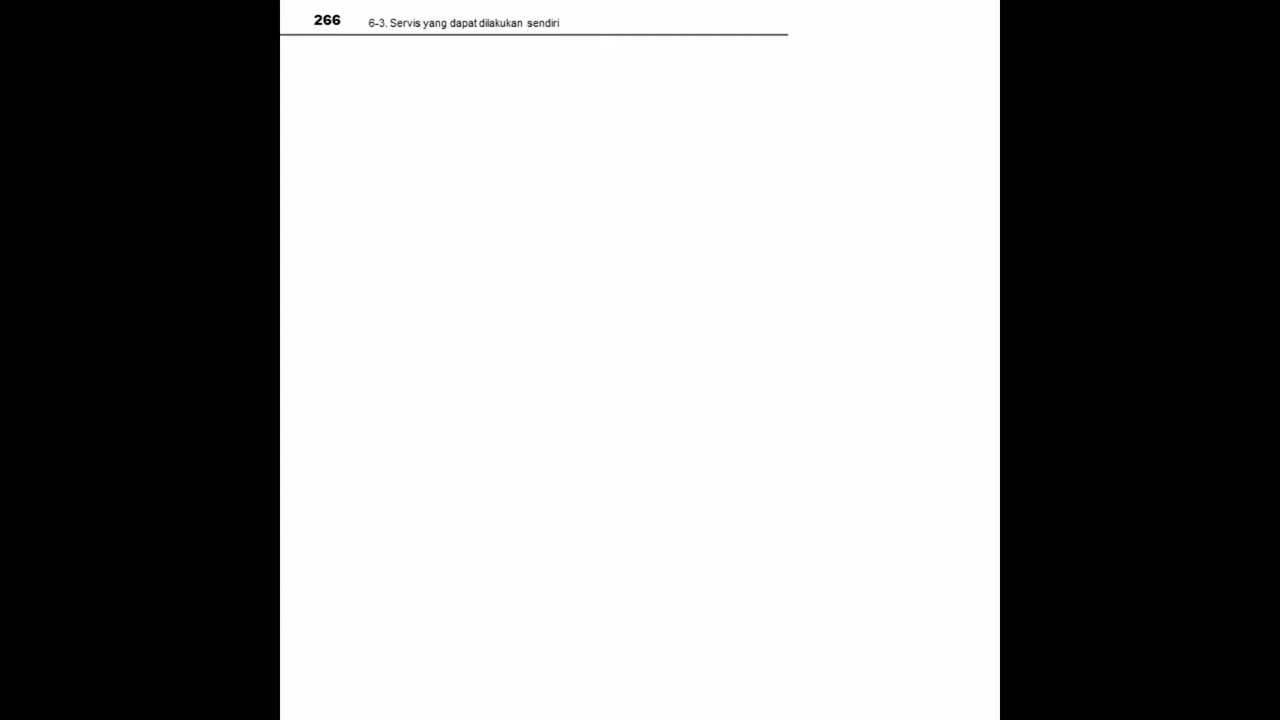 266 6-3. Servis yang dapat dilakukan sendiri